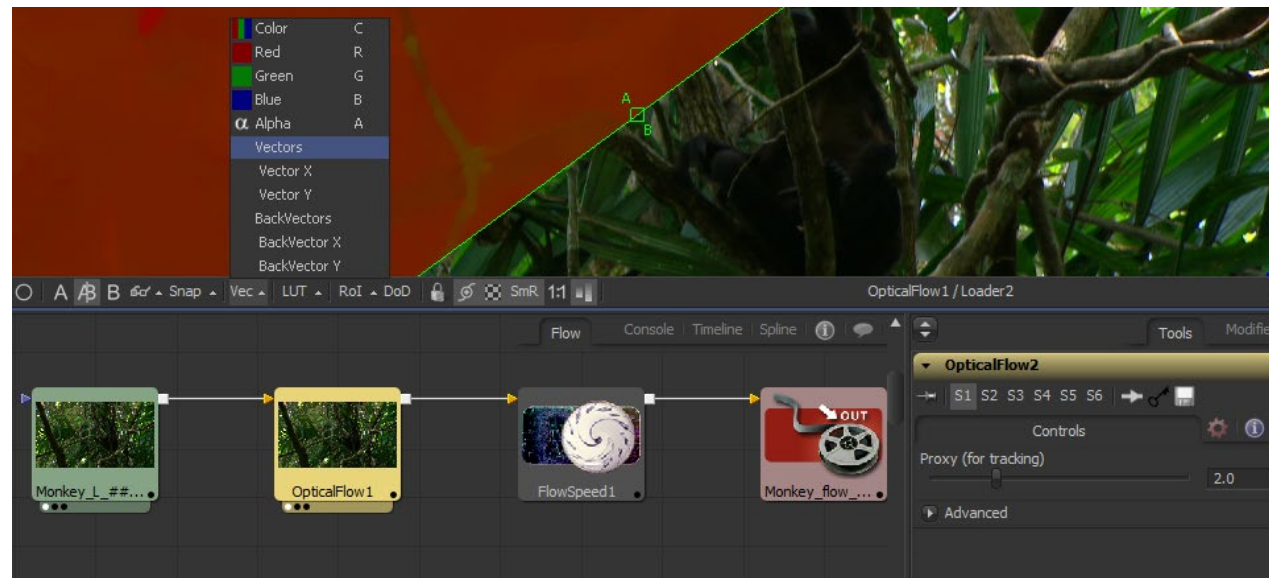 Color C
Red R
Green G
Blue B
α Alpha A
Vectors
Vector X
Vector Y
BackVectors
BackVector X
BackVector Y
A
B
A A/B B Snap Vec LUT RoI DoD SmR 1:1 OpticalFlow1 / Loader2
Flow Console Timeline Spline
Monkey_L_##...
OpticalFlow1
FlowSpeed1
OUT
Monkey_flow_...
Tools Modifie
OpticalFlow2
S1 S2 S3 S4 S5 S6
Controls
Proxy (for tracking)
2.0
Advanced